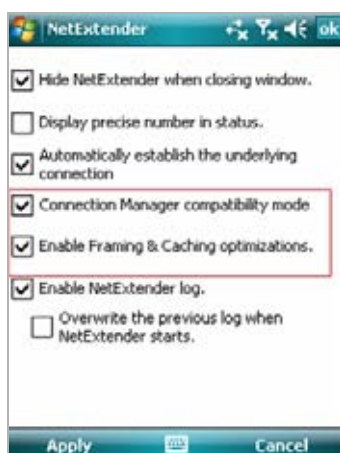 NetExtender
ok
Hide NetExtender when closing window.
Display precise number in status.
Automatically establish the underlying
connection
Connection Manager compatibility mode
Enable Framing & Caching optimizations.
Enable NetExtender log.
Overwrite the previous log when
NetExtender starts.
Apply
Cancel